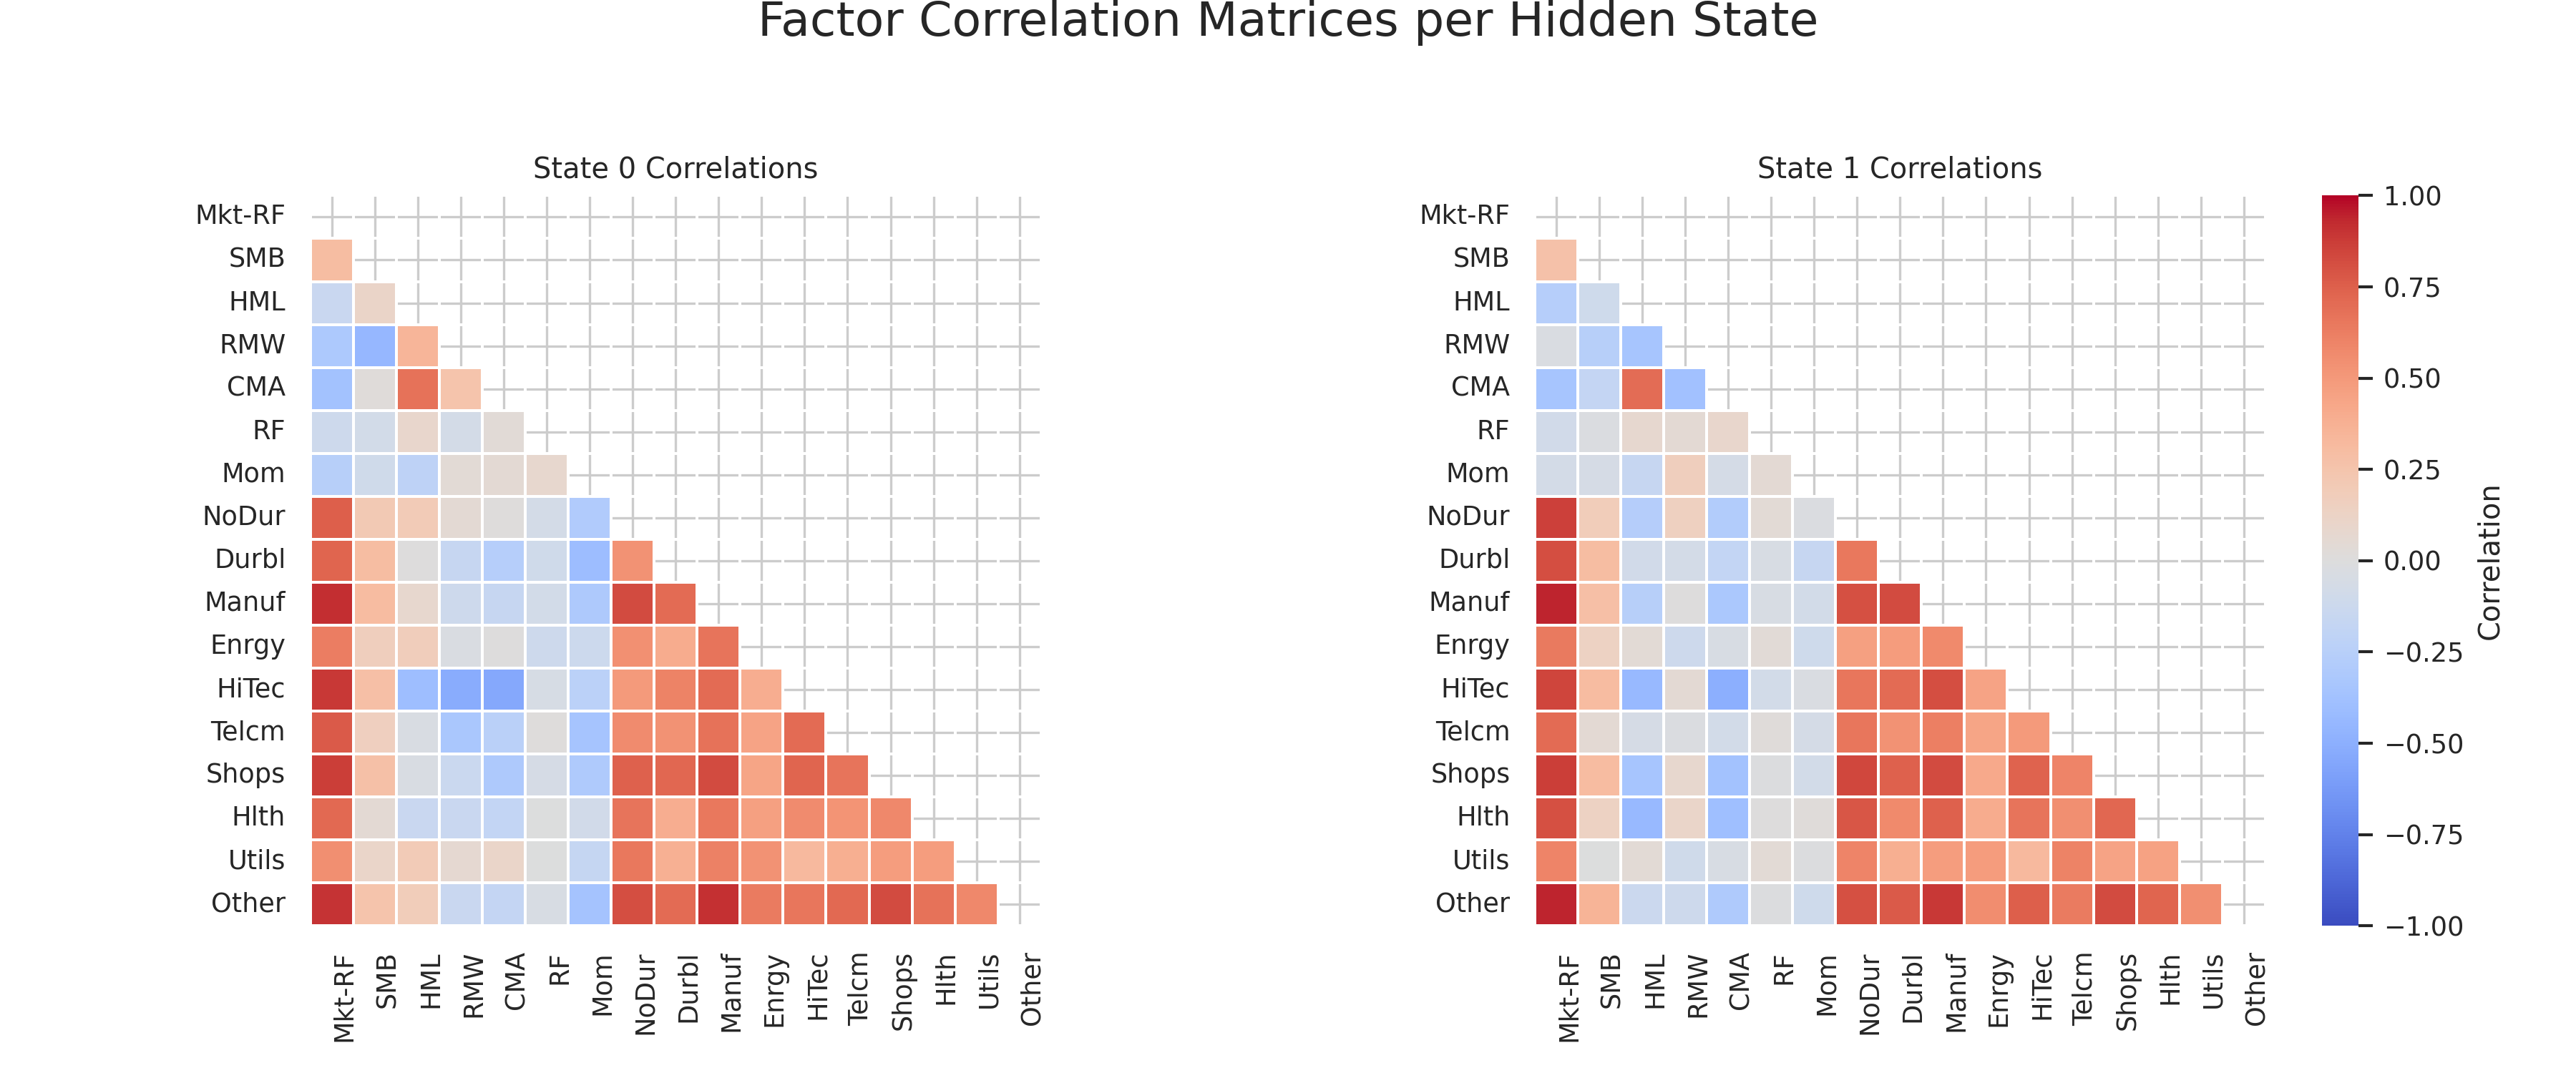 Factor Correlation Matrices per Hidden State
State 0 Correlations
Mkt-RF
SMB
HML
RMW
CMA
RF
Mom
NoDur
Durbl
Manuf
Enrgy
HiTec
Telcm
Shops
Hlth
Utils
Other
Mkt-RF
SMB
HML
RMW
CMA
RF
Mom
NoDur
Durbl
Manuf
Enrgy
HiTec
Telcm
Shops
Hlth
Utils
Other
State 1 Correlations
Mkt-RF
SMB
HML
RMW
CMA
RF
Mom
NoDur
Durbl
Manuf
Enrgy
HiTec
Telcm
Shops
Hlth
Utils
Other
Mkt-RF
SMB
HML
RMW
CMA
RF
Mom
NoDur
Durbl
Manuf
Enrgy
HiTec
Telcm
Shops
Hlth
Utils
Other
1.00
0.75
0.50
0.25
0.00
−0.25
−0.50
−0.75
−1.00
Correlation